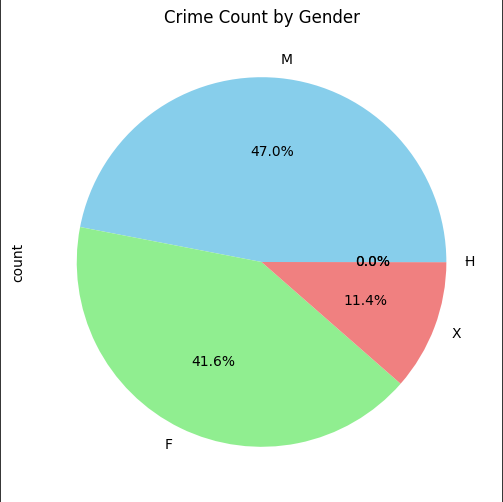 Crime Count by Gender
M
47.0%
count
0.0%
H
11.4%
X
41.6%
F